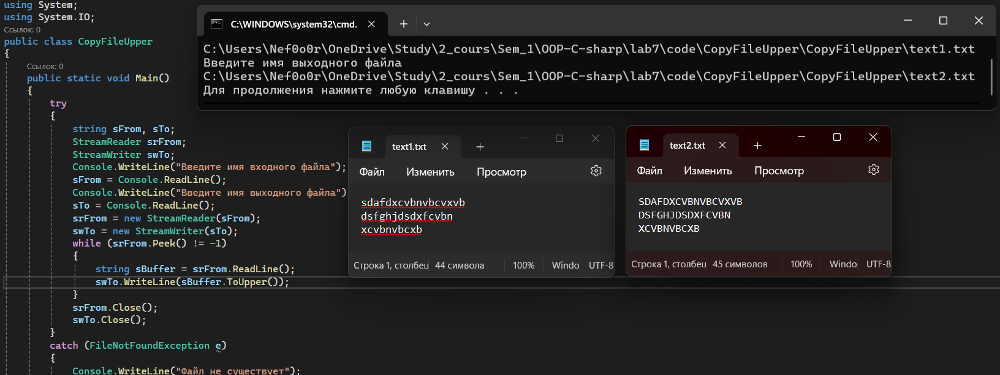 using System;
using System.IO;
Ссылок: 0
public class CopyFileUpper
{
Ссылок: 0
public static void Main()
{
try
{
string sFrom, sTo;
StreamReader srFrom;
StreamWriter swTo;
Console.WriteLine("Введите имя входного файла");
sFrom = Console.ReadLine();
Console.WriteLine("Введите имя выходного файла")
sTo = Console.ReadLine();
srFrom = new StreamReader(sFrom);
swTo = new StreamWriter(sTo);
while (srFrom.Peek() != -1)
{
string sBuffer = srFrom.ReadLine();
swTo.WriteLine(sBuffer.ToUpper());
}
srFrom.Close();
swTo.Close();
}
catch (FileNotFoundException e)
{
Console.WriteLine("Файл не существует");
C:\WINDOWS\system32\cmd.
C:\Users\Nef0o0r\OneDrive\Study\2_cours\Sem_1\OOP-C-sharp\lab7\code\CopyFileUpper\CopyFileUpper\text1.txt
Введите имя выходного файла
C:\Users\Nef0o0r\OneDrive\Study\2_cours\Sem_1\OOP-C-sharp\lab7\code\CopyFileUpper\CopyFileUpper\text2.txt
Для продолжения нажмите любую клавишу . . .
text1.txt
Файл Изменить Просмотр
sdafdxcvbnvbcvxvb
dsfghjdsdxfcvbn
xcvbnvbcxb
Строка 1, столбец 44 символа 100% Windo UTF-8
text2.txt
Файл Изменить Просмотр
SDAFDXCVBNVBCVXVB
DSFGHJDSDXFCVBN
XCVBNVBCXB
Строка 1, столбец 45 символов 100% Windo UTF-8